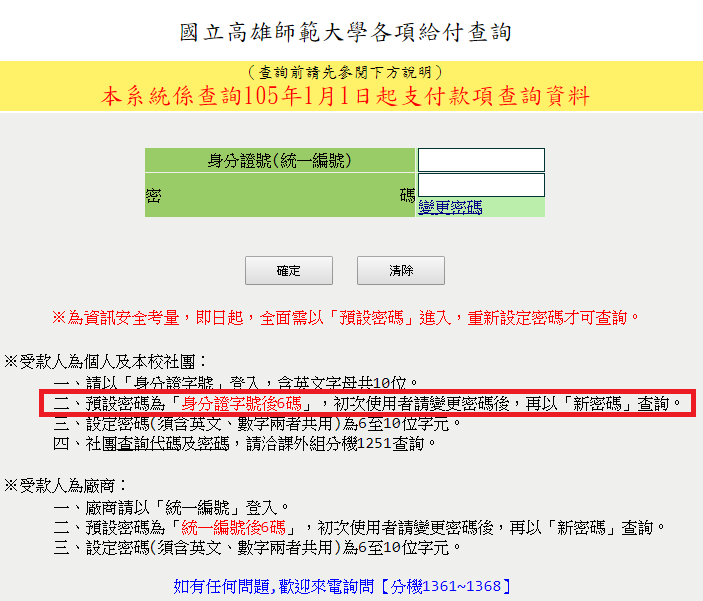 國立高雄師範大學各項給付查詢
（查詢前請先參閱下方說明）
本系統係查詢105年1月1日起支付款項查詢資料
身分證號(統一編號)
密 碼
變更密碼
確定 清除
※為資訊安全考量，即日起，全面需以「預設密碼」進入，重新設定密碼才可查詢。
※受款人為個人及本校社團：
一、請以「身分證字號」登入，含英文字母共10位。
二、預設密碼為「身分證字號後6碼」，初次使用者請變更密碼後，再以「新密碼」查詢。
三、設定密碼(須含英文、數字兩者共用)為6至10位字元。
四、社團查詢代碼及密碼，請洽課外組分機1251查詢。
※受款人為廠商：
一、廠商請以「統一編號」登入。
二、預設密碼為「統一編號後6碼」，初次使用者請變更密碼後，再以「新密碼」查詢。
三、設定密碼(須含英文、數字兩者共用)為6至10位字元。
如有任何問題,歡迎來電詢問【分機1361~1368】